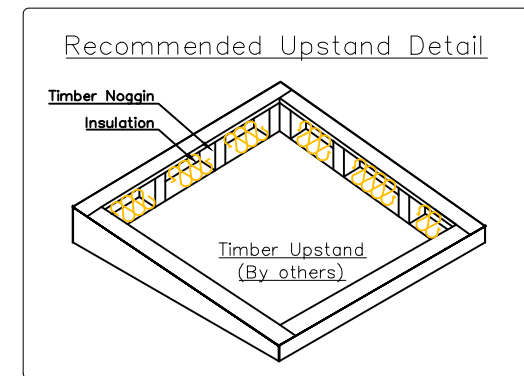 Recommended Upstand Detail
Timber Noggin
Insulation
Timber Upstand
(By others)